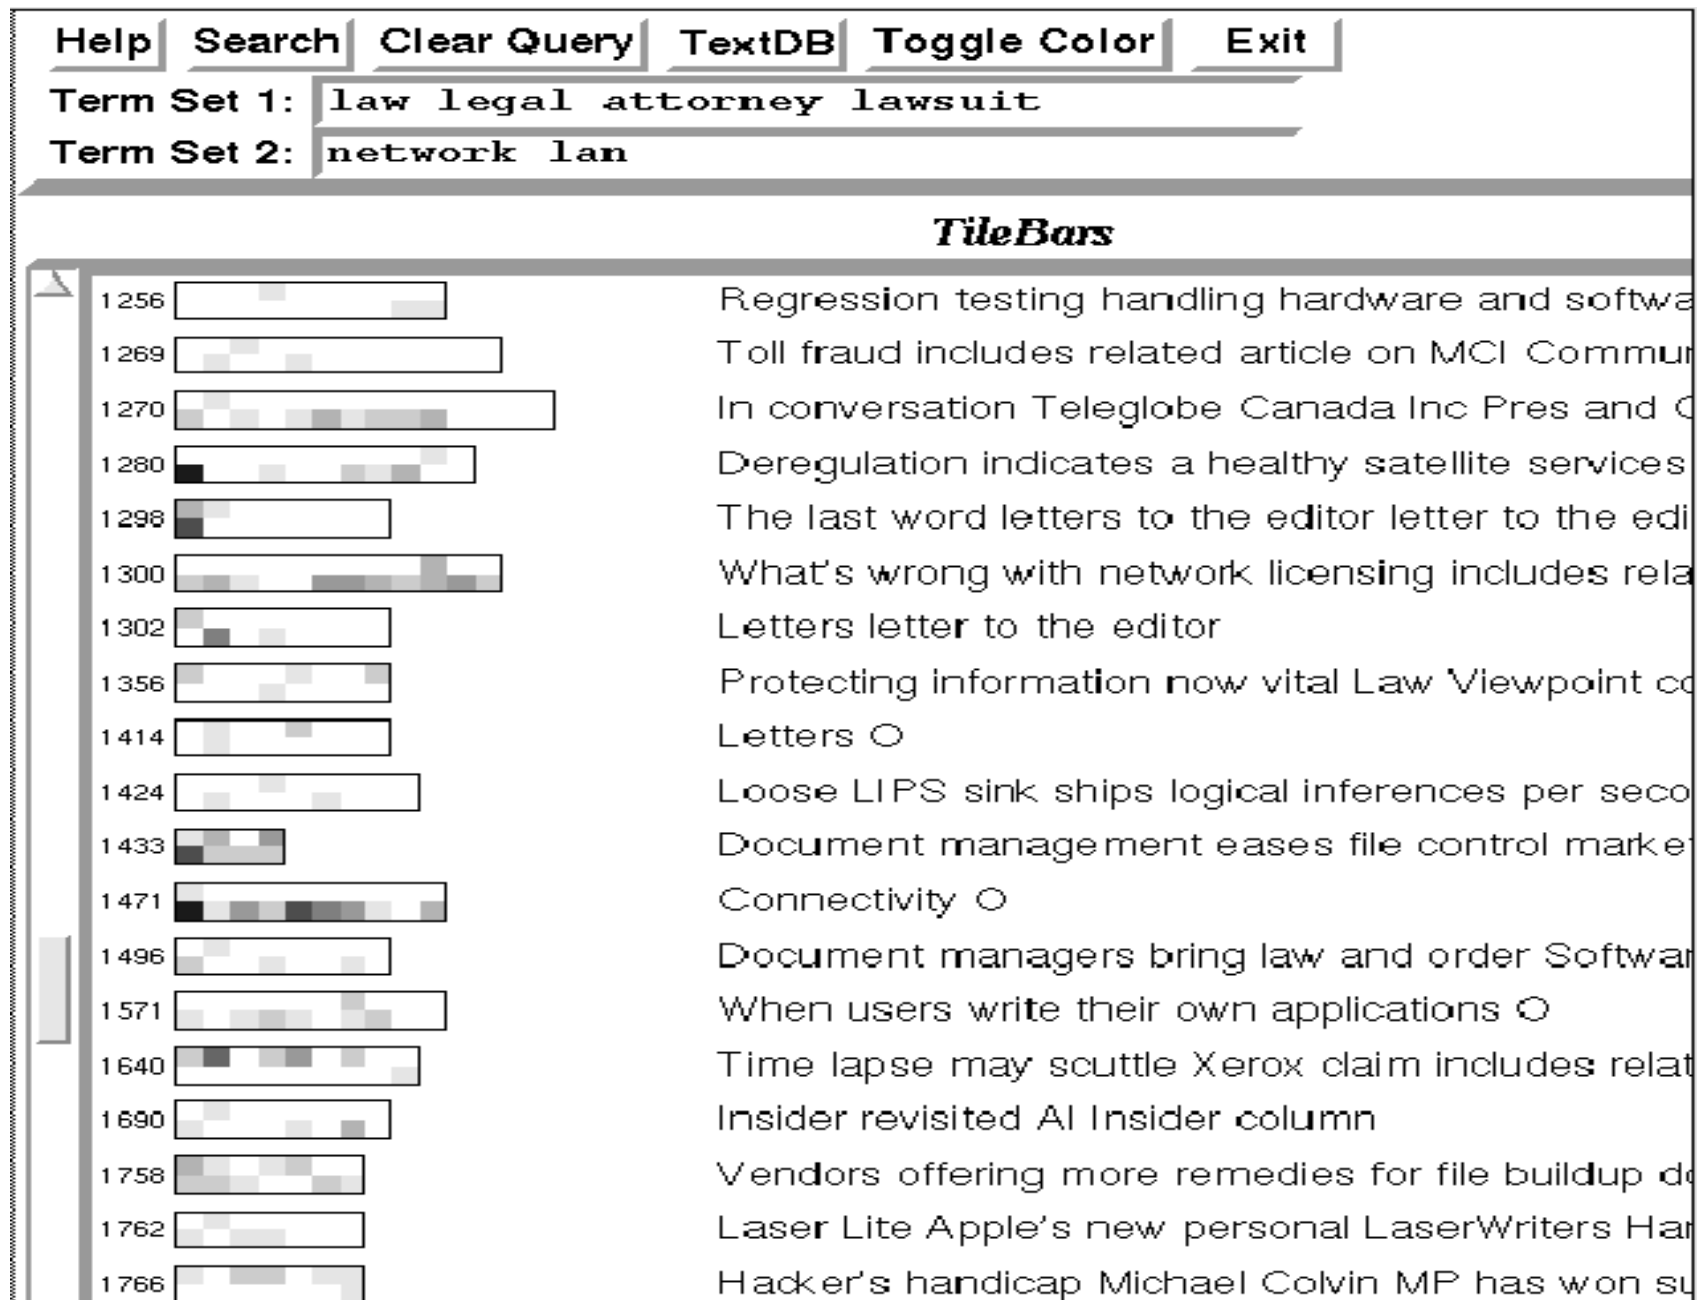 Help Search Clear Query TextDB Toggle Color Exit
Term Set 1: law legal attorney lawsuit
Term Set 2: network lan
TileBars
1256 Regression testing handling hardware and softwa
1269 Toll fraud includes related article on MCI Commun
1270 In conversation Teleglobe Canada Inc Pres and C
1280 Deregulation indicates a healthy satellite services
1298 The last word letters to the editor letter to the edi
1300 What's wrong with network licensing includes rela
1302 Letters letter to the editor
1356 Protecting information now vital Law Viewpoint co
1414 Letters O
1424 Loose LIPS sink ships logical inferences per seco
1433 Document management eases file control market
1471 Connectivity O
1496 Document managers bring law and order Softwar
1571 When users write their own applications O
1640 Time lapse may scuttle Xerox claim includes relat
1690 Insider revisited AI Insider column
1758 Vendors offering more remedies for file buildup do
1762 Laser Lite Apple's new personal LaserWriters Har
1766 Hacker's handicap Michael Colvin MP has won su